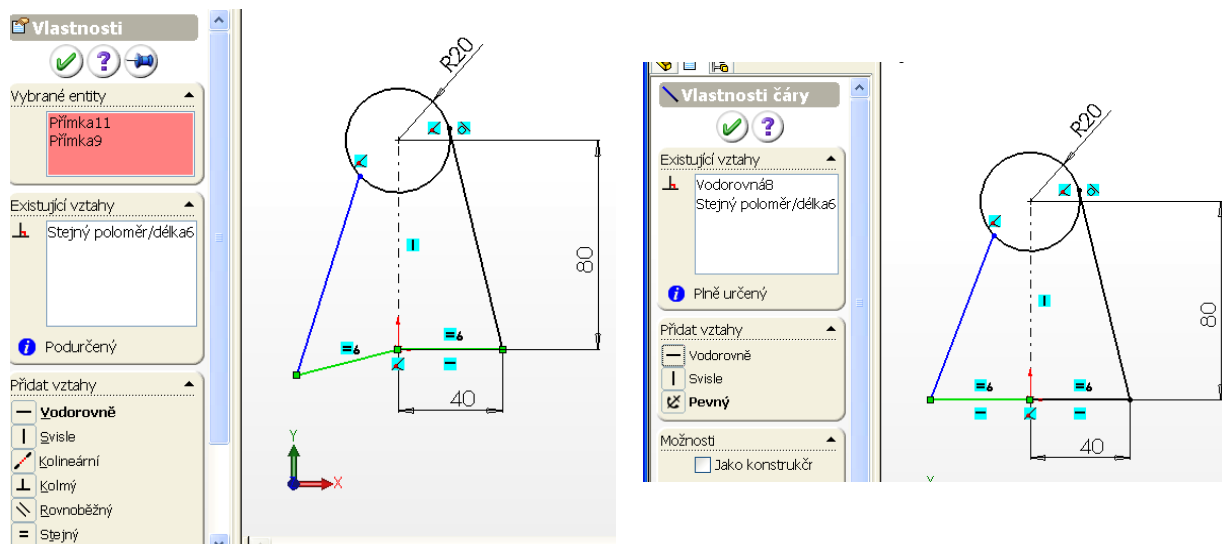 Vlastnosti
?
Vybrané entity
Přímka11
Přímka9
Existující vztahy
Stejný poloměr/délka6
i Podurčený
Přidat vztahy
Vodorovně
Svisle
Kolineární
Kolmý
Rovnoběžný
= Stejný
R20
80
=6
=6
40
Y
X
Vlastnosti čáry
?
Existující vztahy
Vodorovná8
Stejný poloměr/délka6
i Plně určený
Přidat vztahy
Vodorovně
Svisle
Pevný
Možnosti
Jako konstrukčr
R20
80
=6
=6
40
Y